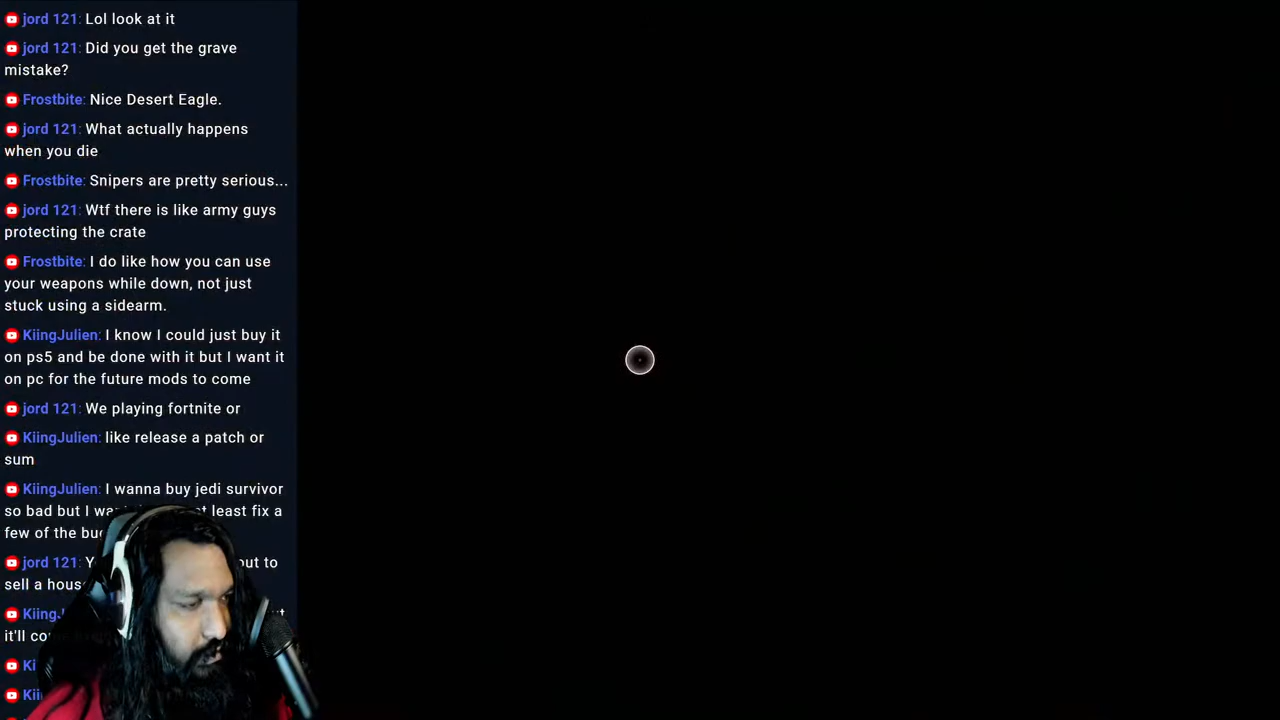 jord 121: Lol look at it
jord 121: Did you get the grave
mistake?
Frostbite: Nice Desert Eagle.
jord 121: What actually happens
when you die
Frostbite: Snipers are pretty serious...
jord 121: Wtf there is like army guys
protecting the crate
Frostbite: I do like how you can use
your weapons while down, not just
stuck using a sidearm.
KiingJulien: I know I could just buy it
on ps5 and be done with it but I want it
on pc for the future mods to come
jord 121: We playing fortnite or
KiingJulien: like release a patch or
sum
KiingJulien: I wanna buy jedi survivor
so bad but I least fix a
few of the
jord 121: out to
sell a
it'll